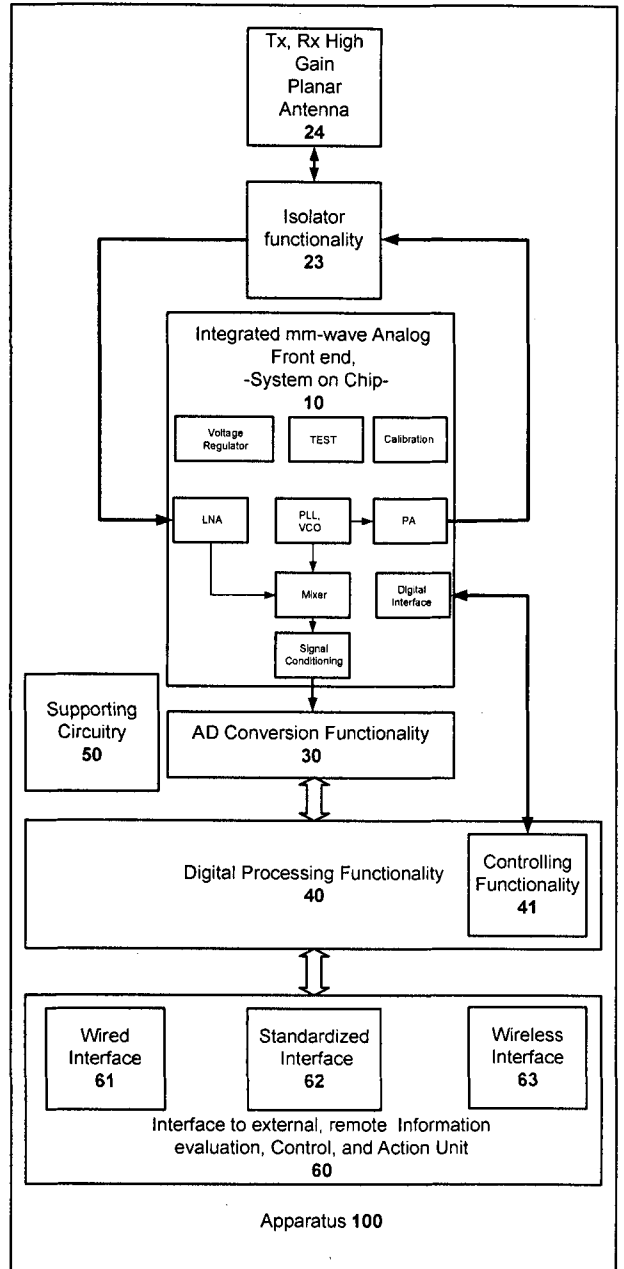 Tx, Rx High
Gain
Planar
Antenna
24
Isolator
functionality
23
Integrated mm-wave Analog
Front end,
-System on Chip-
10
Voltage
Regulator
TEST
Calibration
LNA
PLL,
VCO
PA
Mixer
Digital
Interface
Signal
Conditioning
Supporting
Circuitry
50
AD Conversion Functionality
30
Digital Processing Functionality
40
Controlling
Functionality
41
Wired
Interface
61
Standardized
Interface
62
Wireless
Interface
63
Interface to external, remote Information
evaluation, Control, and Action Unit
60
Apparatus 100